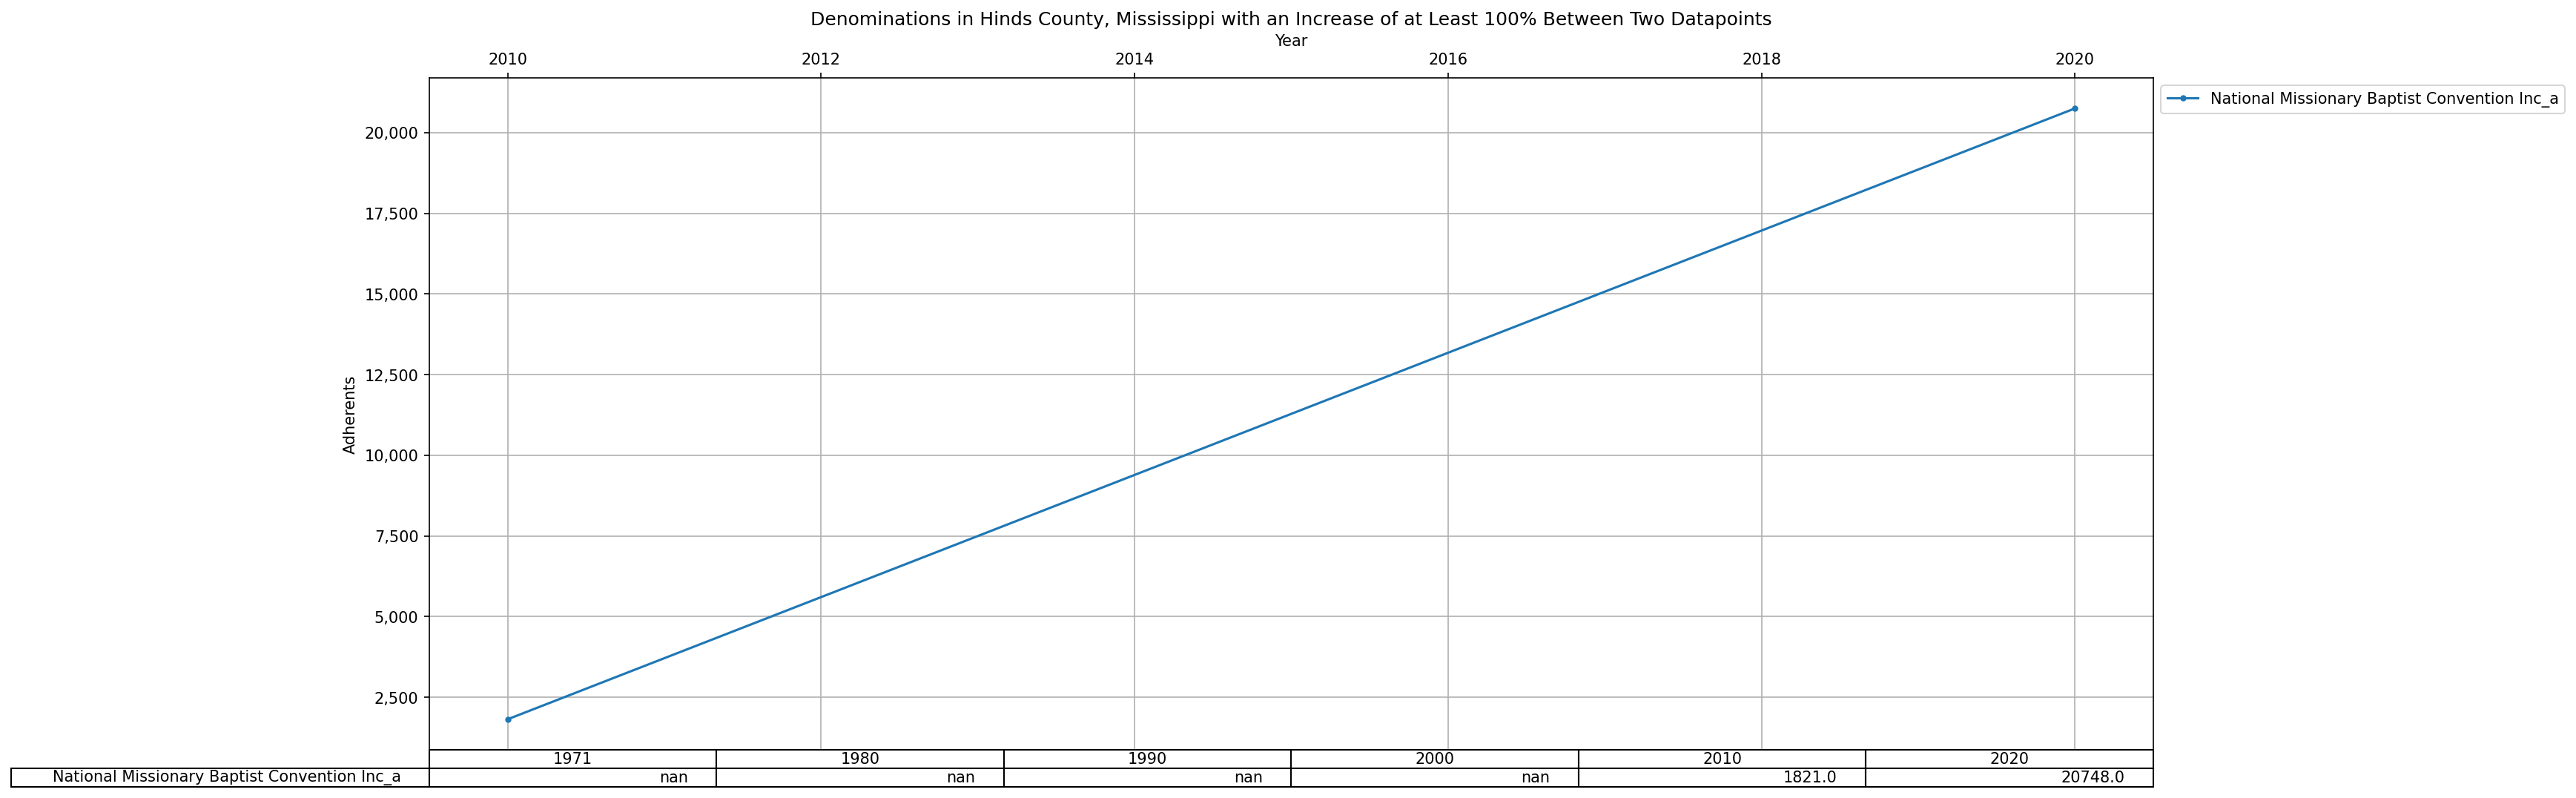 Denominations in Hinds County, Mississippi with an Increase of at Least 100% Between Two Datapoints
Year
2010 2012 2014 2016 2018 2020
National Missionary Baptist Convention Inc_a
20,000
17,500
15,000
12,500
10,000
7,500
5,000
2,500
Adherents
1971 1980 1990 2000 2010 2020
National Missionary Baptist Convention Inc_a nan nan nan nan 1821.0 20748.0